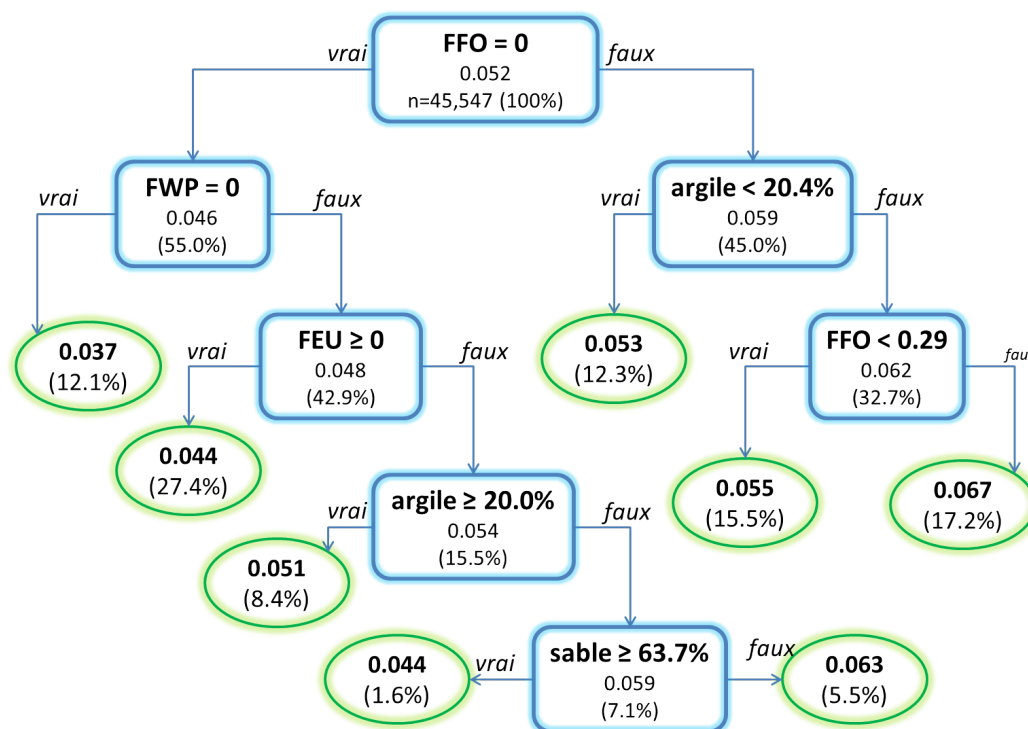 FFO = 0
0.052
n=45,547 (100%)
vrai
faux
FWP = 0
0.046
(55.0%)
argile < 20.4%
0.059
(45.0%)
vrai
faux
vrai
faux
0.037
(12.1%)
FEU ≥ 0
0.048
(42.9%)
0.053
(12.3%)
FFO < 0.29
0.062
(32.7%)
vrai
faux
vrai
fau
0.044
(27.4%)
0.055
(15.5%)
0.067
(17.2%)
argile ≥ 20.0%
0.054
(15.5%)
vrai
faux
0.051
(8.4%)
sable ≥ 63.7%
0.059
(7.1%)
vrai
faux
0.044
(1.6%)
0.063
(5.5%)